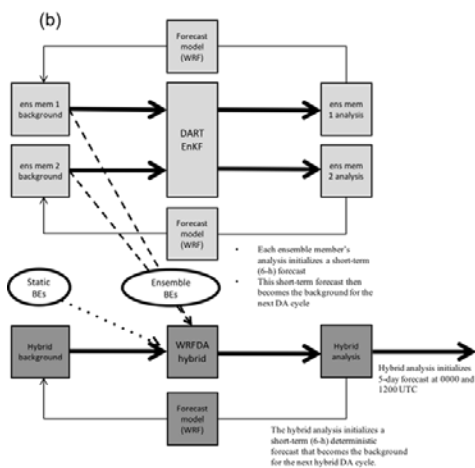 (b)
Forecast
model
(WRF)
ens mem 1
background
DART
EnKF
ens mem
1 analysis
ens mem 2
background
ens mem
2 analysis
Forecast
model
(WRF)
• Each ensemble member's
analysis initializes a short-term
(6-h) forecast
• This short-term forecast then
becomes the background for the
next DA cycle
Static
BEs
Ensemble
BEs
Hybrid
background
WRFDA
hybrid
Hybrid
analysis
Hybrid analysis initializes
5-day forecast at 0000 and
1200 UTC
Forecast
model
(WRF)
The hybrid analysis initializes
a short-term (6-h) deterministic
forecast that becomes the background
for the next hybrid DA cycle.